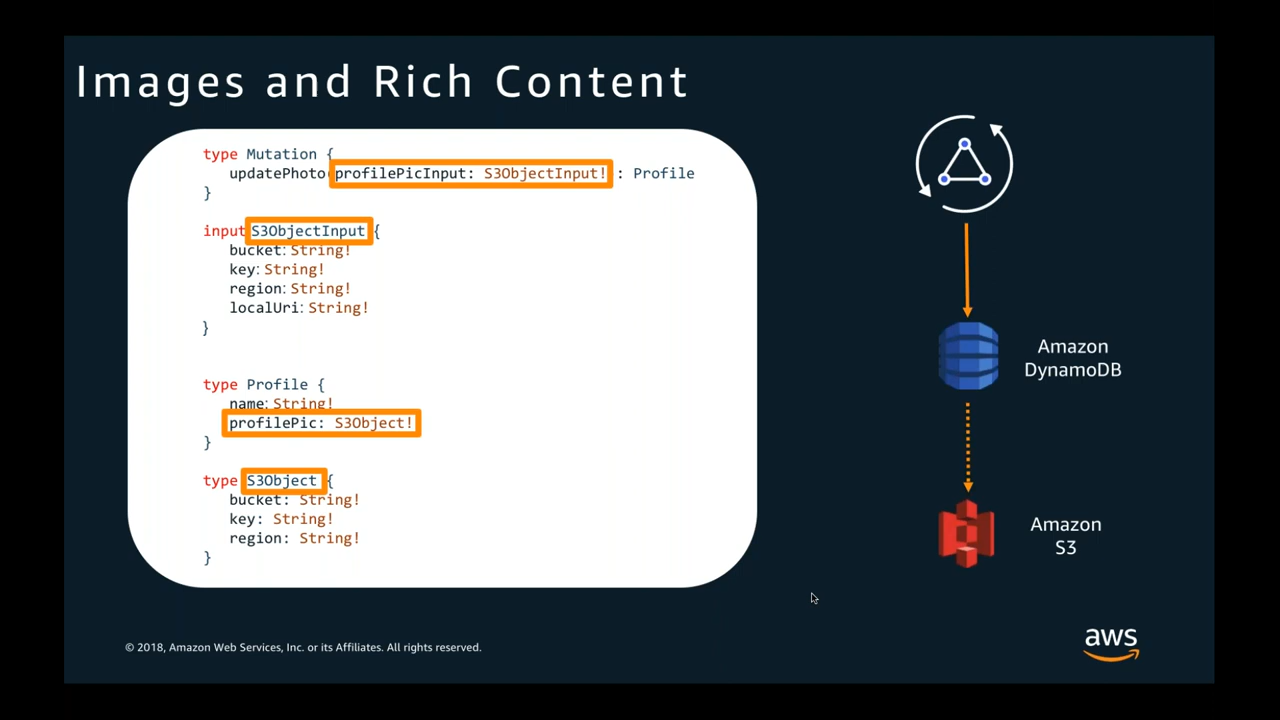 Images and Rich Content
type Mutation {
updatePhoto profilePicInput: S3ObjectInput! : Profile
}
input S3ObjectInput {
bucket: String!
key: String!
region: String!
localUri: String!
}
type Profile {
name: String!
profilePic: S3Object!
}
type S3Object {
bucket: String!
key: String!
region: String!
}
Amazon
DynamoDB
Amazon
S3
© 2018, Amazon Web Services, Inc. or its Affiliates. All rights reserved.
aws